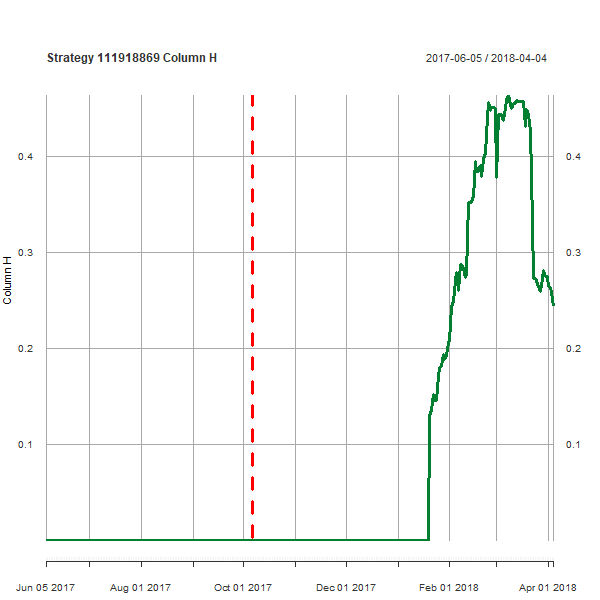 Strategy 111918869 Column H
2017-06-05 / 2018-04-04
Column H
0.4
0.4
0.3
0.3
0.2
0.2
0.1
0.1
Jun 05 2017
Aug 01 2017
Oct 01 2017
Dec 01 2017
Feb 01 2018
Apr 01 2018